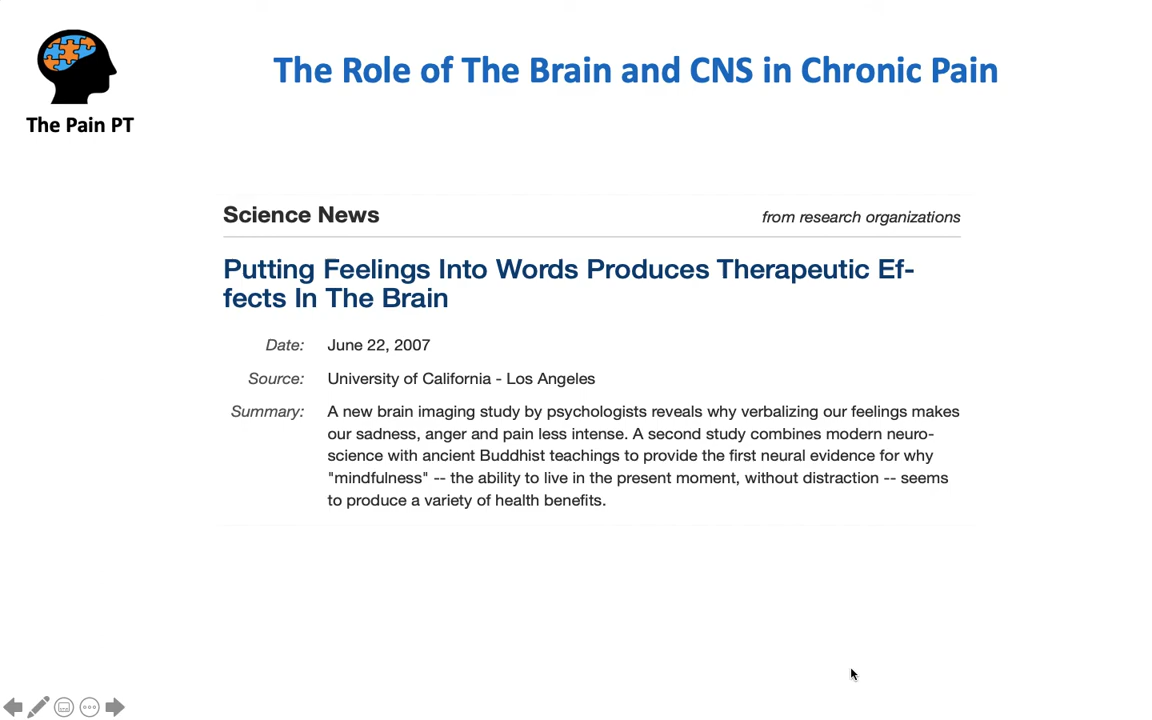 The Role of The Brain and CNS in Chronic Pain
The Pain PT
Science News
from research organizations
Putting Feelings Into Words Produces Therapeutic Ef-
fects In The Brain
Date: June 22, 2007
Source: University of California - Los Angeles
Summary: A new brain imaging study by psychologists reveals why verbalizing our feelings makes
our sadness, anger and pain less intense. A second study combines modern neuro-
science with ancient Buddhist teachings to provide the first neural evidence for why
"mindfulness" -- the ability to live in the present moment, without distraction -- seems
to produce a variety of health benefits.